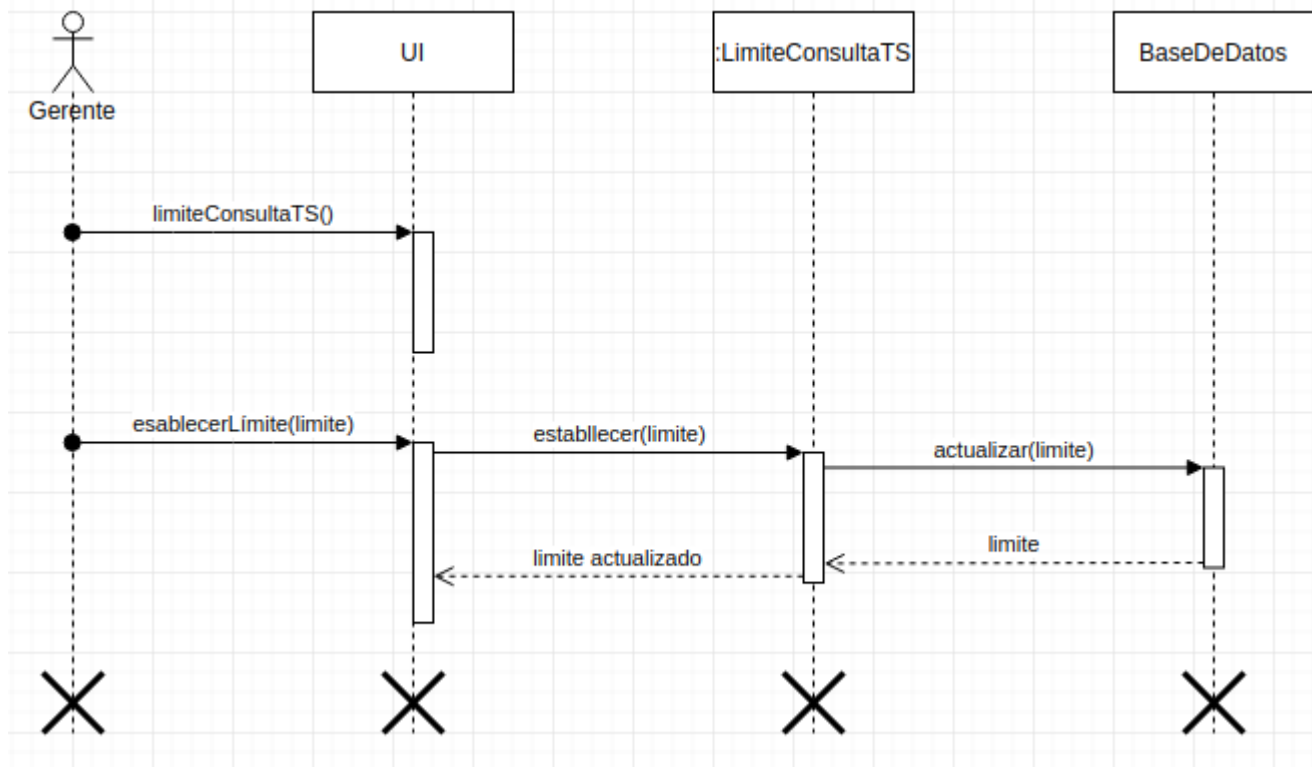 UI
:LimiteConsultaTS
BaseDeDatos
Gerente
limiteConsultaTS()
esablecerLímite(limite)
establlecer(limite)
actualizar(limite)
limite
limite actualizado